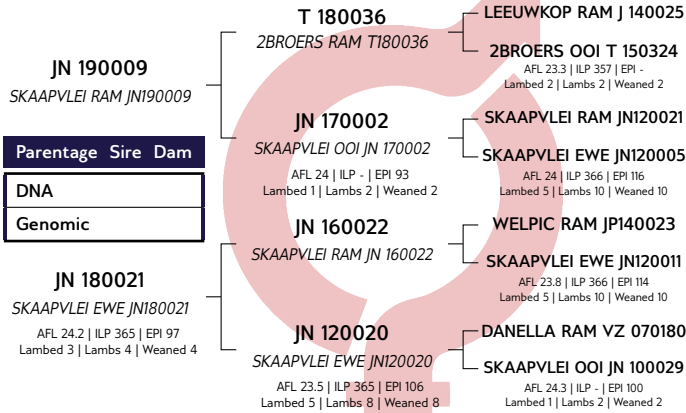 JN 190009
SKAAPVLEI RAM JN190009
Parentage Sire Dam
DNA
Genomic
JN 180021
SKAAPVLEI EWE JN180021
AFL 24.2 | ILP 365 | EPI 97
Lambed 3 | Lambs 4 | Weaned 4
T 180036
2BROERS RAM T180036
JN 170002
SKAAPVLEI OOI JN 170002
AFL 24 | ILP - | EPI 93
Lambed 1 | Lambs 2 | Weaned 2
JN 160022
SKAAPVLEI RAM JN 160022
JN 120020
SKAAPVLEI EWE JN120020
AFL 23.5 | ILP 365 | EPI 106
Lambed 5 | Lambs 8 | Weaned 8
LEEUWKOP RAM J 140025
2BROERS OOI T 150324
AFL 23.3 | ILP 357 | EPI -
Lambed 2 | Lambs 2 | Weaned 2
SKAAPVLEI RAM JN120021
SKAAPVLEI EWE JN120005
AFL 24 | ILP 366 | EPI 116
Lambed 5 | Lambs 10 | Weaned 10
WELPIC RAM JP140023
SKAAPVLEI EWE JN120011
AFL 23.8 | ILP 366 | EPI 114
Lambed 5 | Lambs 10 | Weaned 10
DANELLA RAM VZ 070180
SKAAPVLEI OOI JN 100029
AFL 24.3 | ILP - | EPI 100
Lambed 1 | Lambs 2 | Weaned 2